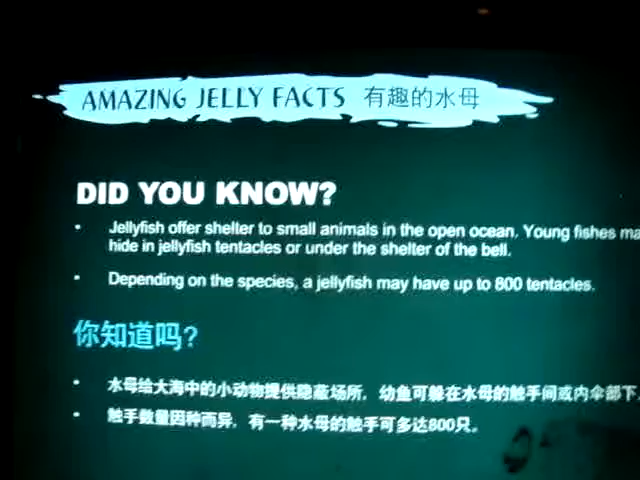 AMAZING JELLY FACTS 有趣的水母
DID YOU KNOW?
• Jellyfish offer shelter to small animals in the open ocean. Young fishes ma
hide in jellyfish tentacles or under the shelter of the bell.
• Depending on the species, a jellyfish may have up to 800 tentacles.
你知道吗?
• 水母给大海中的小动物提供隐蔽场所, 幼鱼可躲在水母的触手间或内伞部下
• 触手数量因种而异, 有一种水母的触手可多达800只。